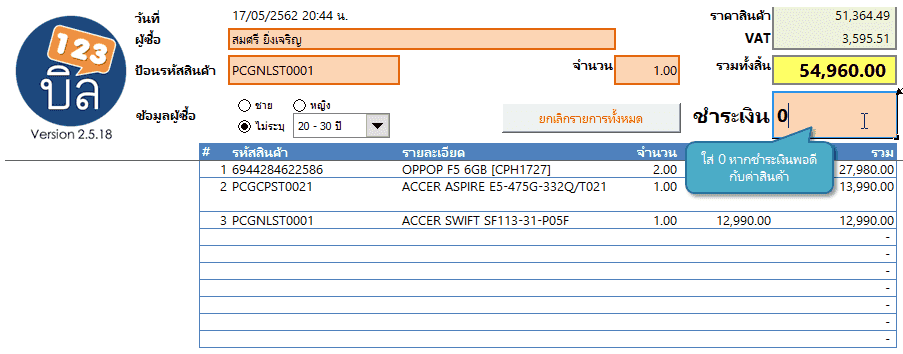 123
บิล
Version 2.5.18
วันที่ 17/05/2562 20:44 น. ราคาสินค้า 51,364.49
ผู้ซื้อ สมศรี ยิ่งเจริญ VAT 3,595.51
ป้อนรหัสสินค้า PCGNLST0001 จำนวน 1.00 รวมทั้งสิ้น 54,960.00
ข้อมูลผู้ซื้อ ชาย หญิง
ไม่ระบุ 20 - 30 ปี ยกเลิกรายการทั้งหมด ชำระเงิน 0
# รหัสสินค้า รายละเอียด จำนวน รวม
1 6944284622586 OPPOP F5 6GB [CPH1727] 2.00 27,980.00
2 PCGCPST0021 ACCER ASPIRE E5-475G-332Q/T021 1.00 13,990.00
3 PCGNLST0001 ACCER SWIFT SF113-31-P05F 1.00 12,990.00 12,990.00
-
-
-
-
-
-
-
ใส่ 0 หากชำระเงินพอดี
กับค่าสินค้า